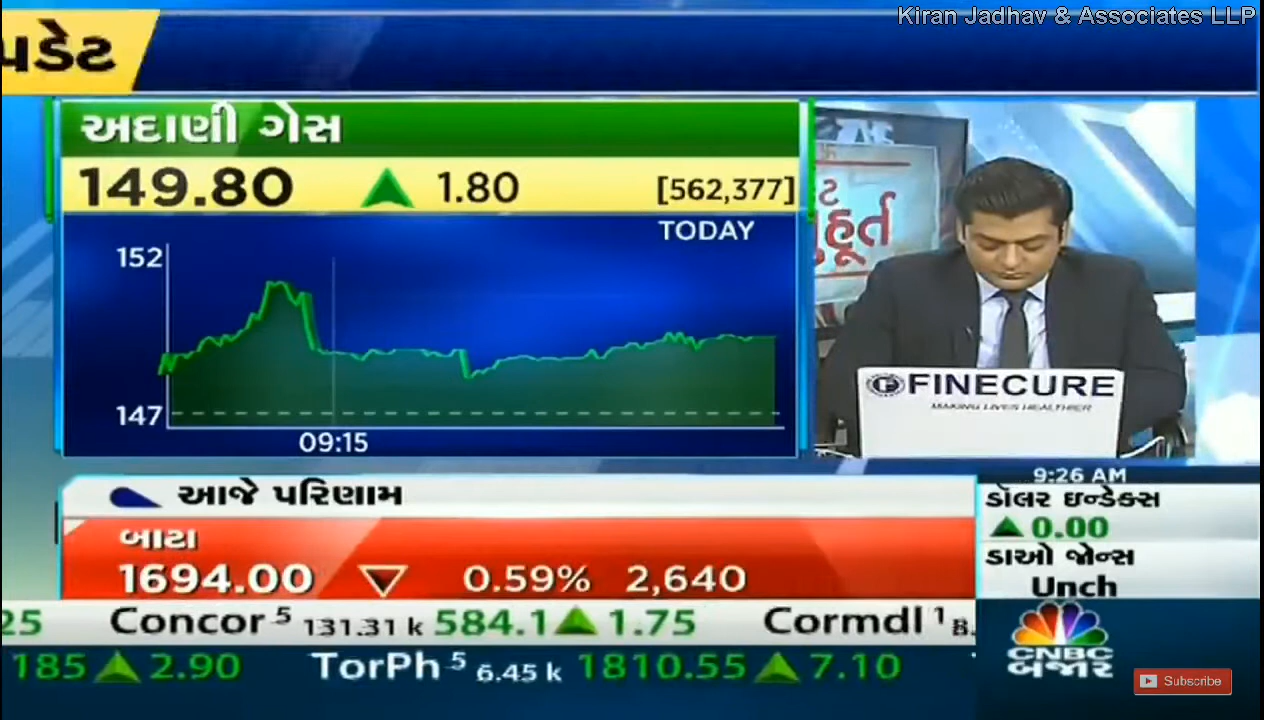 Kiran Jadhav & Associates LLP
પડેટ
અદાણી ગેસ
149.80 1.80 [562,377]
TODAY
152
147
09:15
મુહૂર્ત
FINECURE
MAKING LIVES HEALTHIER
9:26 AM
ડૉલર ઇન્ડેક્સ
0.00
ડાઓ જોન્સ
Unch
આજે પરિણામ
બાટા
1694.00 0.59% 2,640
25 Concor 5 131.31 k 584.1 1.75 Cormdl 1 8.
185 2.90 TorPh 5 6.45 k 1810.55 7.10
CNBC
બજાર
Subscribe